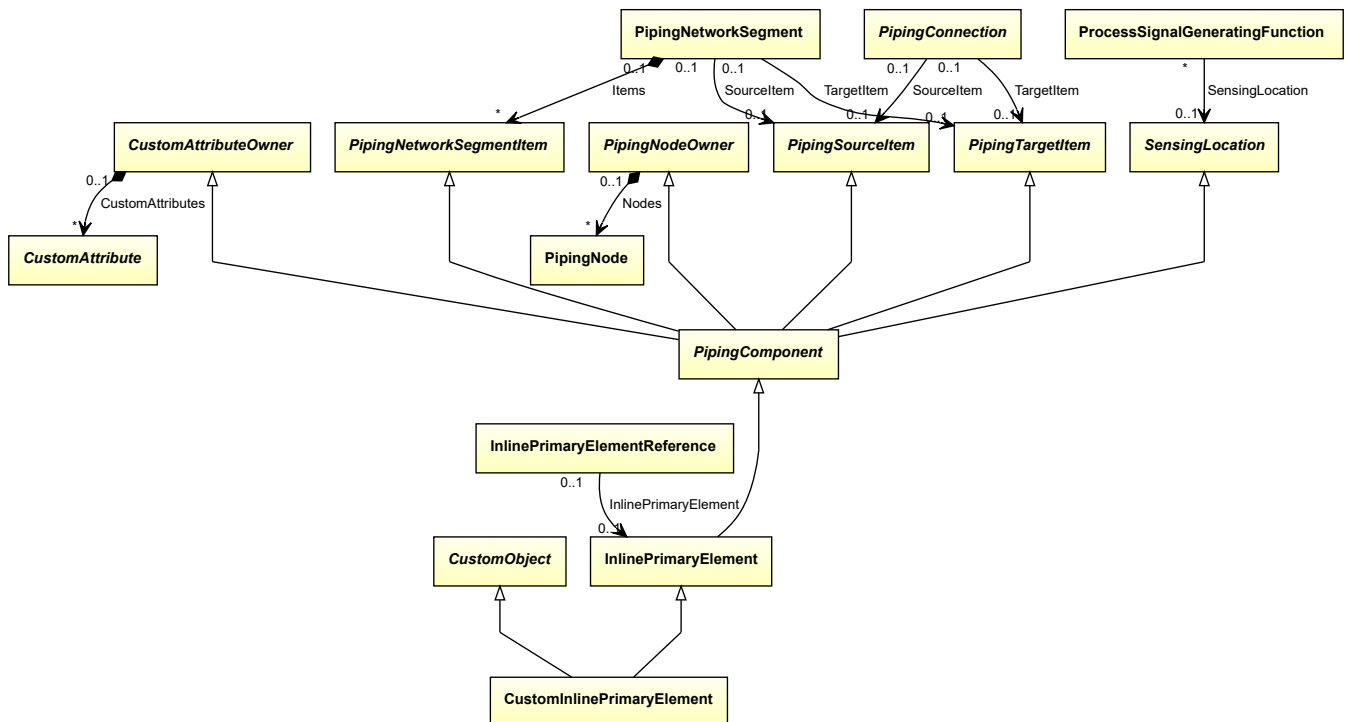 PipingNetworkSegment
PipingConnection
ProcessSignalGeneratingFunction
0..1
0..1
0..1
0..1
0..1
*
Items
SourceItem
TargetItem
SourceItem
TargetItem
SensingLocation
*
0..1
0..1
0..1
0..1
0..1
CustomAttributeOwner
PipingNetworkSegmentItem
PipingNodeOwner
PipingSourceItem
PipingTargetItem
SensingLocation
0..1
0..1
CustomAttributes
Nodes
*
*
CustomAttribute
PipingNode
PipingComponent
InlinePrimaryElementReference
0..1
InlinePrimaryElement
0..1
CustomObject
InlinePrimaryElement
CustomInlinePrimaryElement